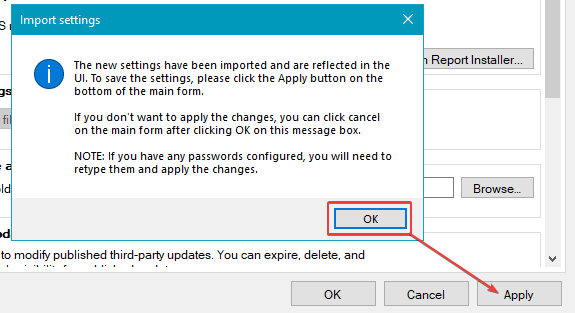 Import settings
The new settings have been imported and are reflected in the
UI. To save the settings, please click the Apply button on the
bottom of the main form.
If you don't want to apply the changes, you can click cancel
on the main form after clicking OK on this message box.
NOTE: If you have any passwords configured, you will need to
retype them and apply the changes.
OK
Report Installer...
Browse...
to modify published third-party updates. You can expire, delete, and
OK
Cancel
Apply